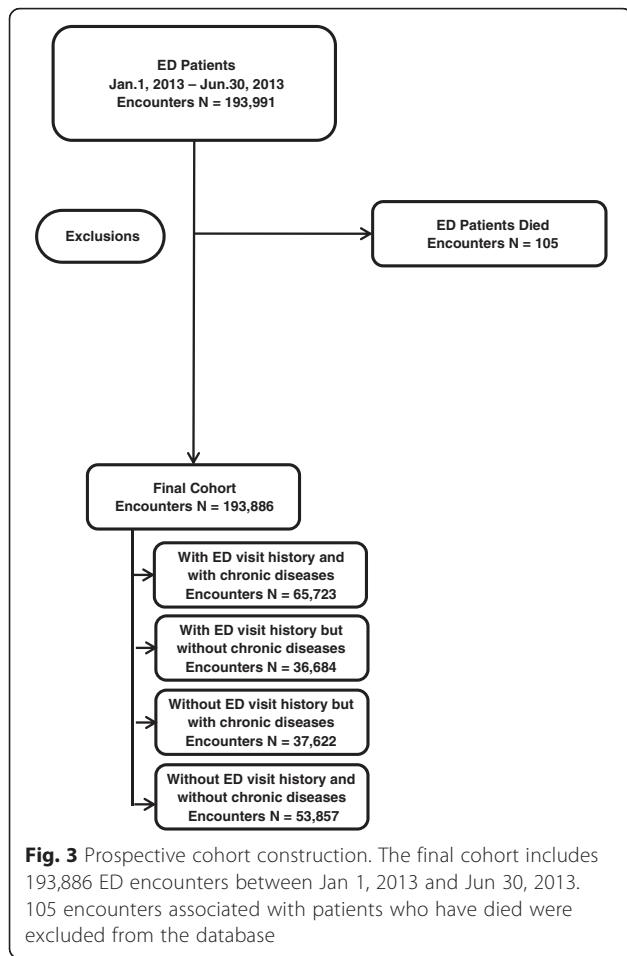 ED Patients
Jan.1, 2013 – Jun.30, 2013
Encounters N = 193,991
Exclusions
ED Patients Died
Encounters N = 105
Final Cohort
Encounters N = 193,886
With ED visit history and
with chronic diseases
Encounters N = 65,723
With ED visit history but
without chronic diseases
Encounters N = 36,684
Without ED visit history but
with chronic diseases
Encounters N = 37,622
Without ED visit history and
without chronic diseases
Encounters N = 53,857
Fig. 3 Prospective cohort construction. The final cohort includes
193,886 ED encounters between Jan 1, 2013 and Jun 30, 2013.
105 encounters associated with patients who have died were
excluded from the database